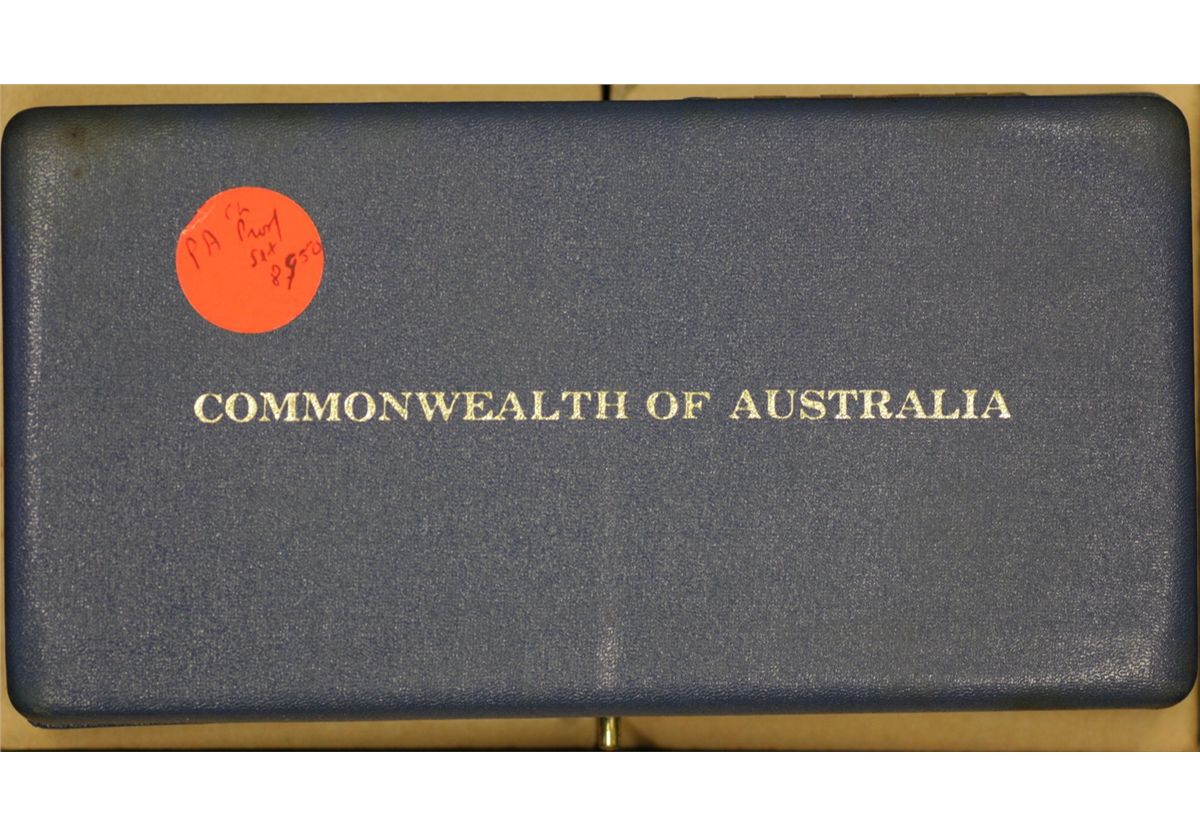 PA Proof
Set
8950
COMMONWEALTH OF AUSTRALIA